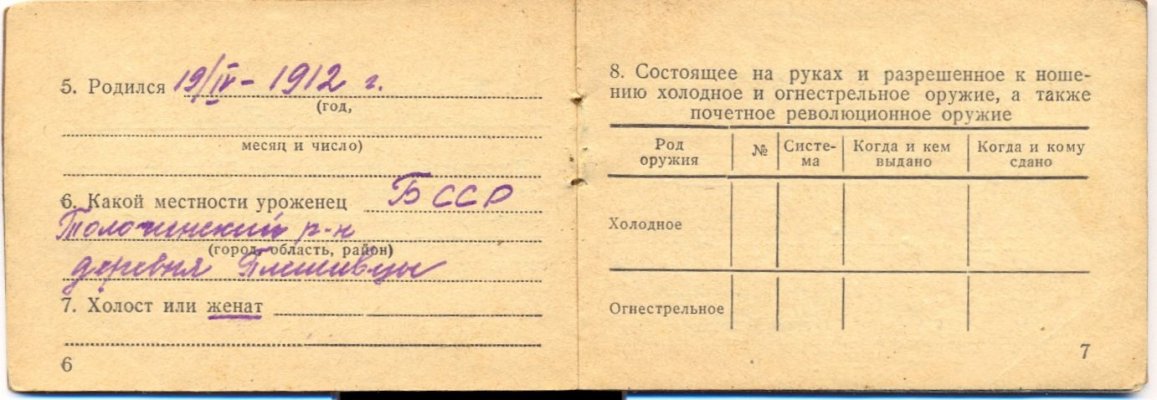 5. Родился 19/IV - 1912 г.
(год,
месяц и число)
6. Какой местности уроженец БССР
Толочинский р-н
(город, область, район)
деревня Плешивцы
7. Холост или женат
6
8. Состоящее на руках и разрешенное к ноше-
нию холодное и огнестрельное оружие, а также
почетное революционное оружие
Род оружия № Систе-ма Когда и кем выдано Когда и кому сдано
Холодное
Огнестрельное
7